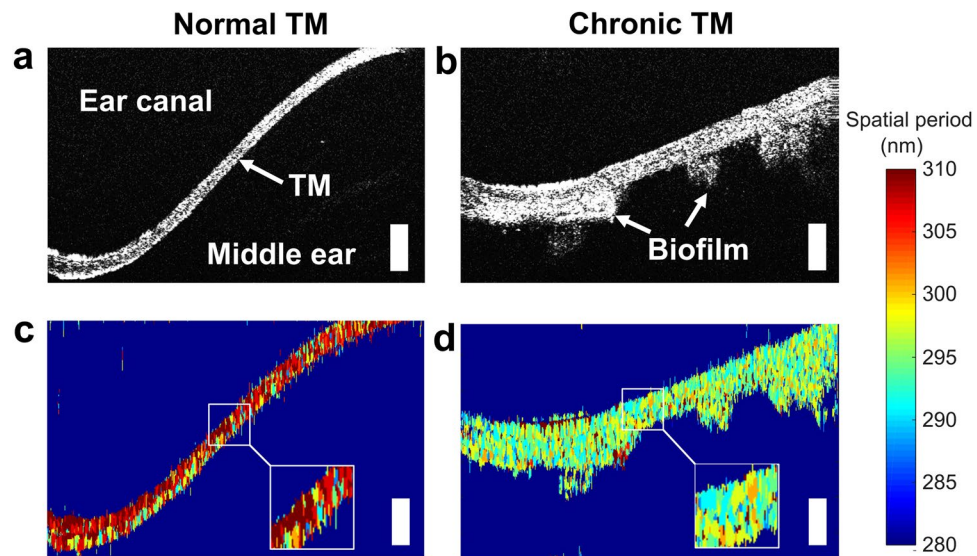 Normal TM
Chronic TM
a
Ear canal
TM
Middle ear
b
Biofilm
Spatial period
(nm)
310
305
300
295
290
285
280
c
d